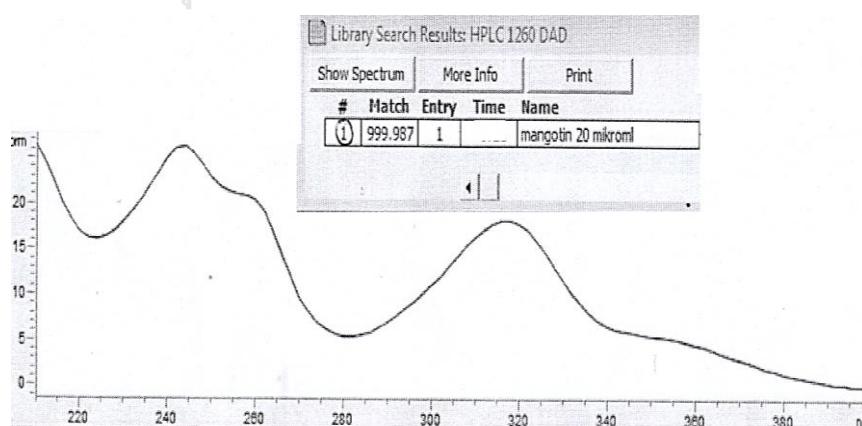 Library Search Results: HPLC 1260 DAD
Show Spectrum More Info Print
# Match Entry Time Name
1 999.987 1 mangotin 20 mikroml
20
15
10
5
0
220 240 260 280 300 320 340 360 380